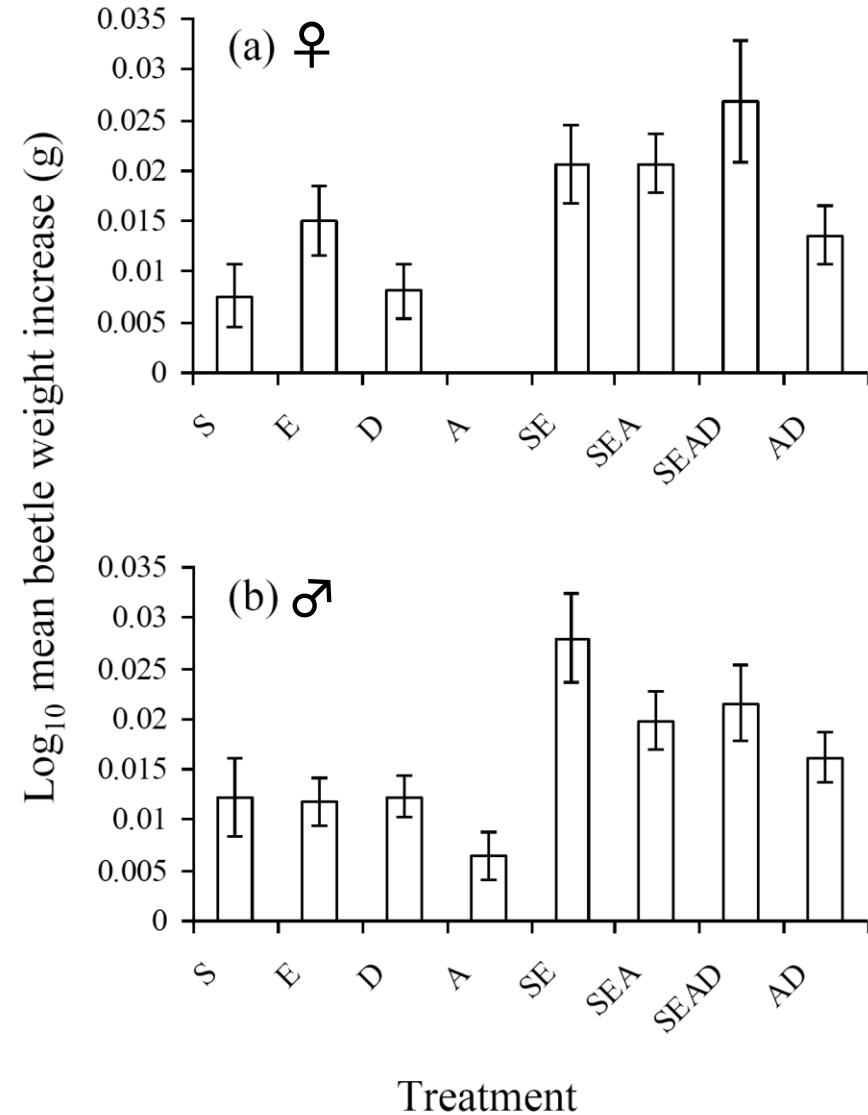 Log10 mean beetle weight increase (g)
(a) ♀
0.035
0.03
0.025
0.02
0.015
0.01
0.005
0
S E D A SE SEA SEAD AD
(b) ♂
0.035
0.03
0.025
0.02
0.015
0.01
0.005
0
S E D A SE SEA SEAD AD
Treatment